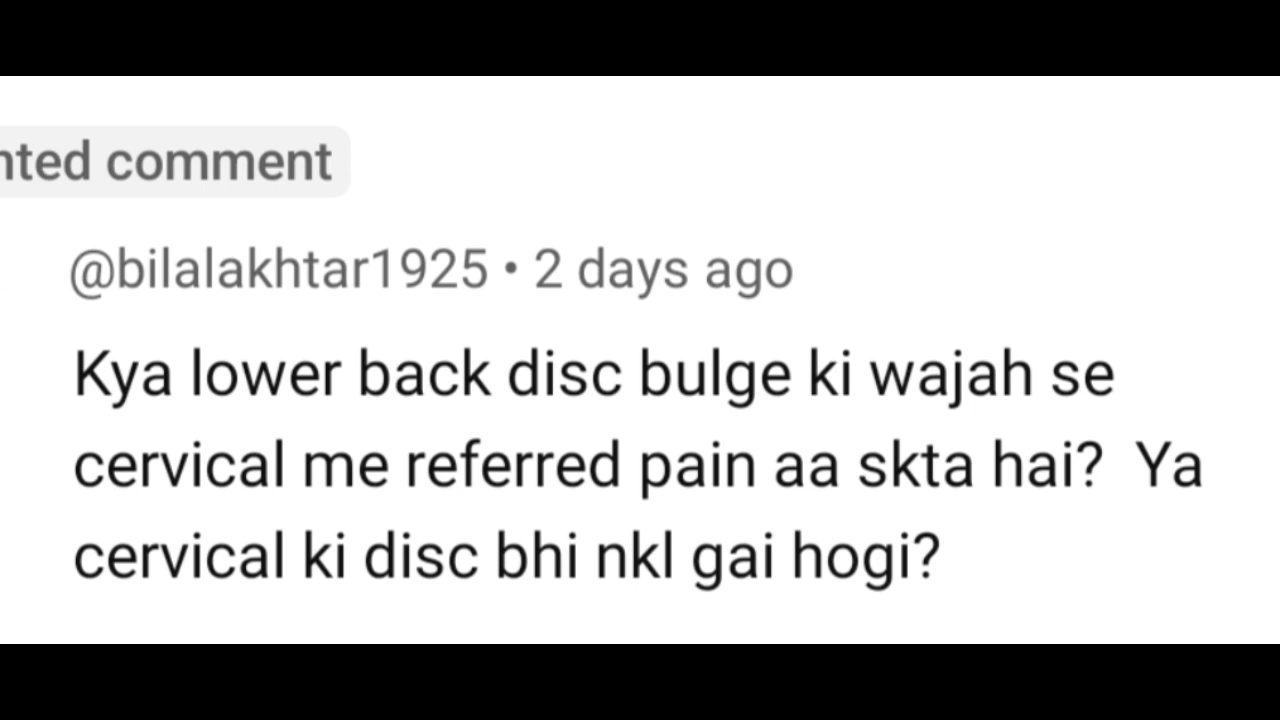 nted comment
@bilalakhtar1925 • 2 days ago
Kya lower back disc bulge ki wajah se
cervical me referred pain aa skta hai?  Ya
cervical ki disc bhi nkl gai hogi?